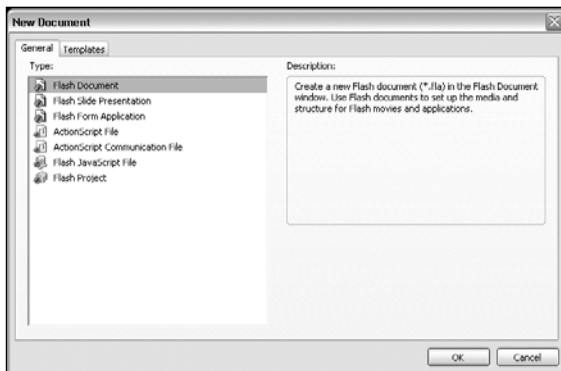 New Document
General Templates
Type:
Flash Document
Flash Slide Presentation
Flash Form Application
ActionScript File
ActionScript Communication File
Flash JavaScript File
Flash Project
Description:
Create a new Flash document (*.fla) in the Flash Document
window. Use Flash documents to set up the media and
structure for Flash movies and applications.
OK Cancel